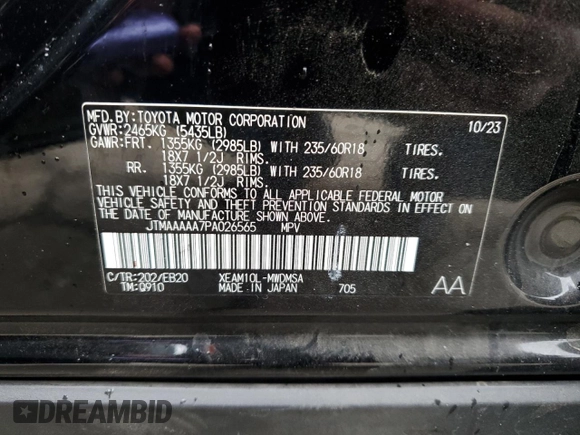 MFD. BY:TOYOTA MOTOR CORPORATION 10/23
GVWR:2465KG (5435LB)
GAWR:FRT. 1355KG (2985LB) WITH 235/60R18 TIRES.
18X7 1/2J RIMS.
RR. 1355KG (2985LB) WITH 235/60R18 TIRES.
18X7 1/2J RIMS.
THIS VEHICLE CONFORMS TO ALL APPLICABLE FEDERAL MOTOR
VEHICLE SAFETY AND THEFT PREVENTION STANDARDS IN EFFECT
ON THE DATE OF MANUFACTURE SHOWN ABOVE.
JTMAAAAA7PA026565 MPV
C/TR:202/EB20 XEAM10L-MWDMSA
TM:Q910 MADE IN JAPAN 705 AA
DREAMBID